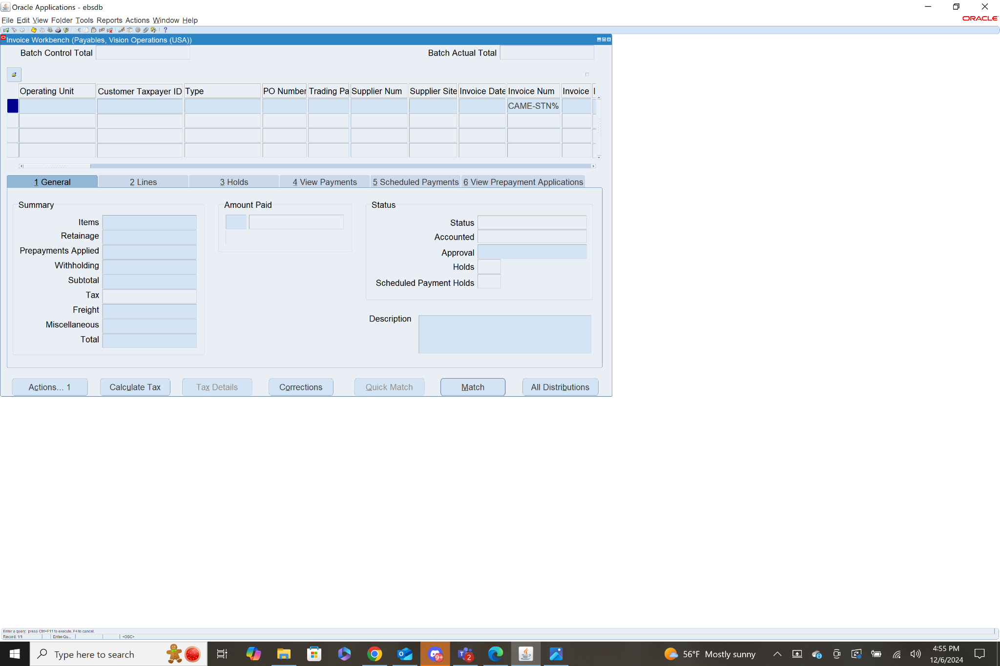 Oracle Applications - ebsdb
File Edit View Folder Tools Reports Actions Window Help
ORACLE
Invoice Workbench (Payables, Vision Operations (USA))
Batch Control Total
Batch Actual Total
Operating Unit Customer Taxpayer ID Type PO Number Trading Pa Supplier Num Supplier Site Invoice Date Invoice Num Invoice I
CAME-STN%
1 General 2 Lines 3 Holds 4 View Payments 5 Scheduled Payments 6 View Prepayment Applications
Summary
Items
Retainage
Prepayments Applied
Withholding
Subtotal
Tax
Freight
Miscellaneous
Total
Amount Paid
Status
Status
Accounted
Approval
Holds
Scheduled Payment Holds
Description
Actions... 1 Calculate Tax Tax Details Corrections Quick Match Match All Distributions
Enter a query; press Ctrl+F11 to execute, F4 to cancel.
Record: 1/1 Enter-Qu... <OSC>
Type here to search
9+
2
56°F Mostly sunny
4:55 PM
12/6/2024